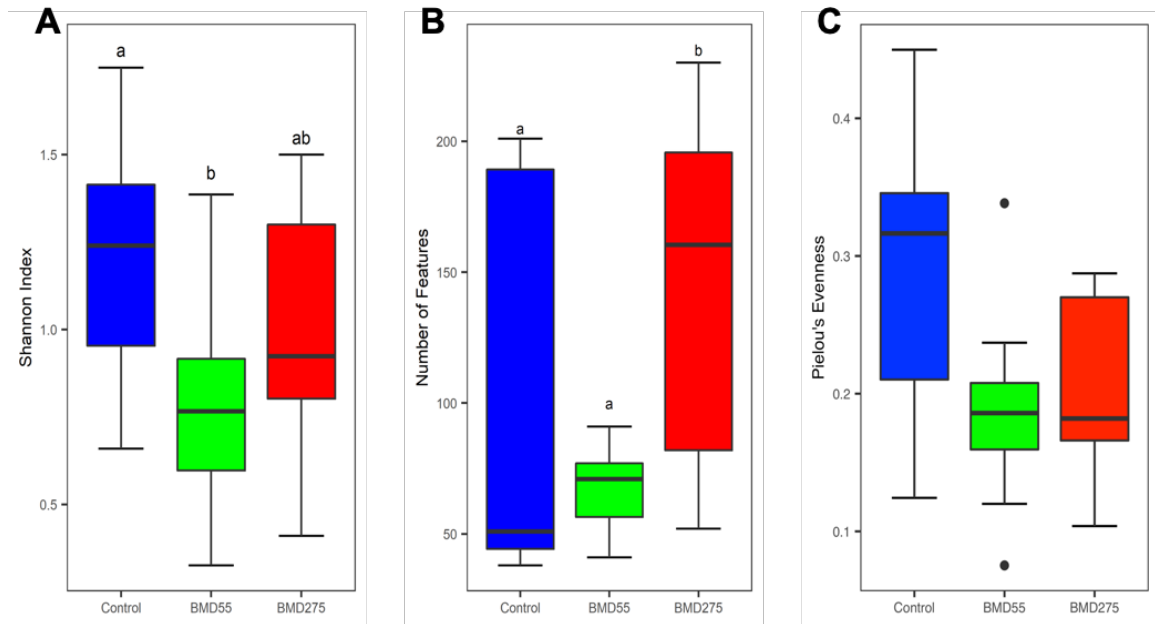 A
Shannon Index
1.5
1.0
0.5
a
b
ab
Control
BMD55
BMD275
B
Number of Features
200
150
100
50
a
a
b
Control
BMD55
BMD275
C
Pielou's Evenness
0.4
0.3
0.2
0.1
Control
BMD55
BMD275